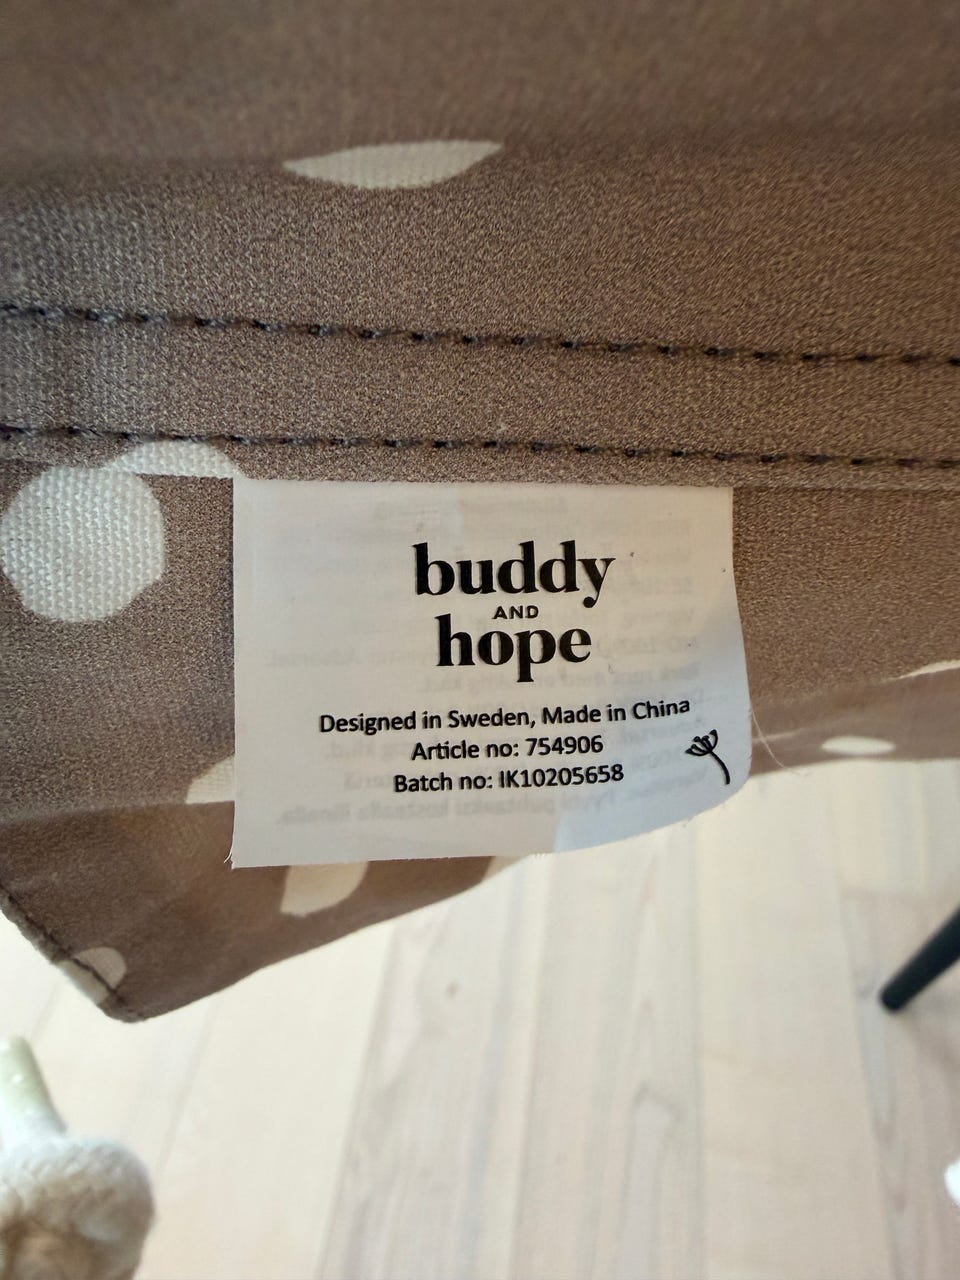 buddy
AND
hope
Designed in Sweden, Made in China
Article no: 754906
Batch no: IK10205658